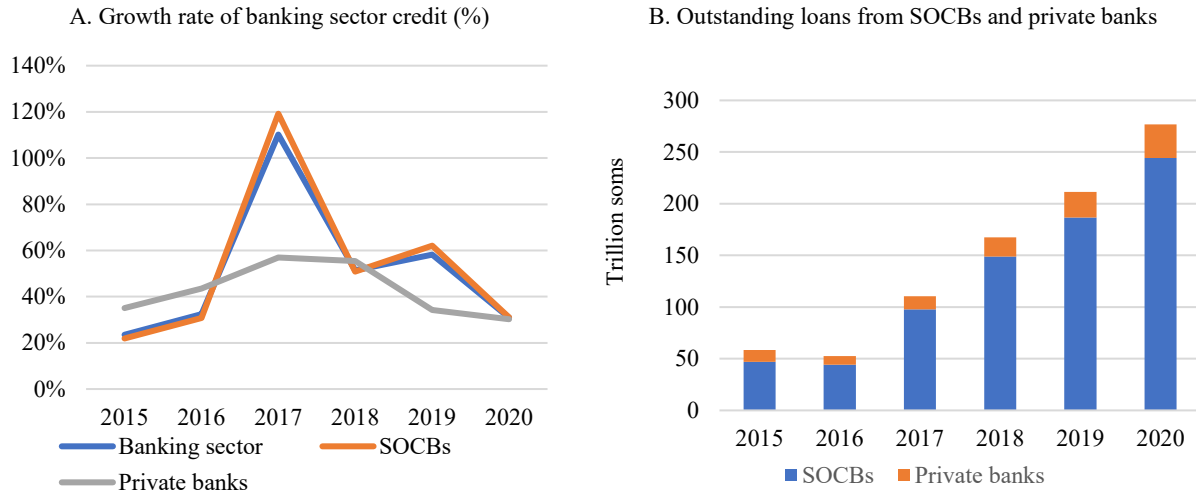 A. Growth rate of banking sector credit (%)
140%
120%
100%
80%
60%
40%
20%
0%
2015 2016 2017 2018 2019 2020
Banking sector SOCBs
Private banks
B. Outstanding loans from SOCBs and private banks
Trillion soms
300
250
200
150
100
50
0
2015 2016 2017 2018 2019 2020
SOCBs Private banks